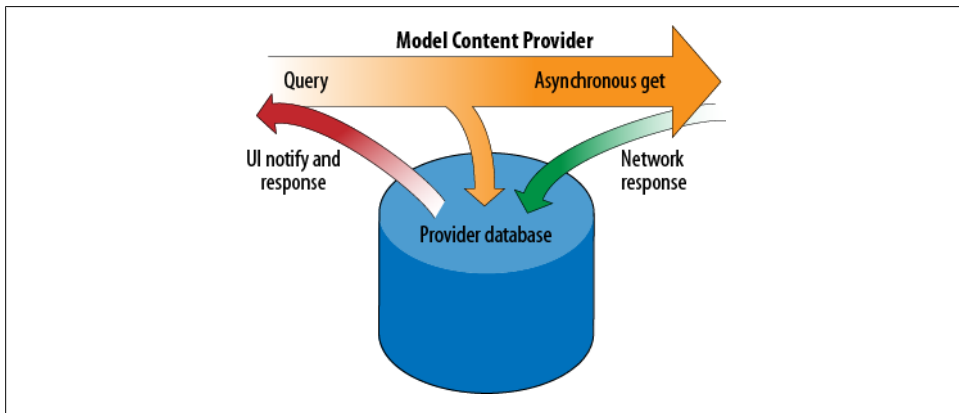 Model Content Provider
Query
Asynchronous get
UI notify and
response
Network
response
Provider database